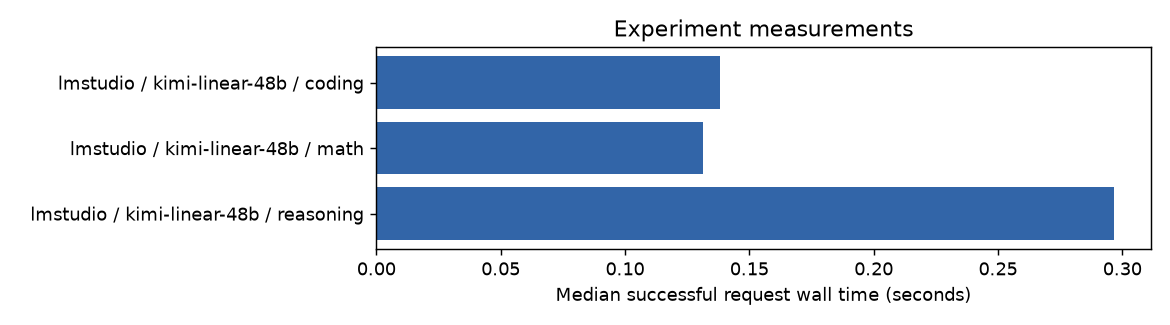 Experiment measurements
lmstudio / kimi-linear-48b / coding
lmstudio / kimi-linear-48b / math
lmstudio / kimi-linear-48b / reasoning
0.00 0.05 0.10 0.15 0.20 0.25 0.30
Median successful request wall time (seconds)